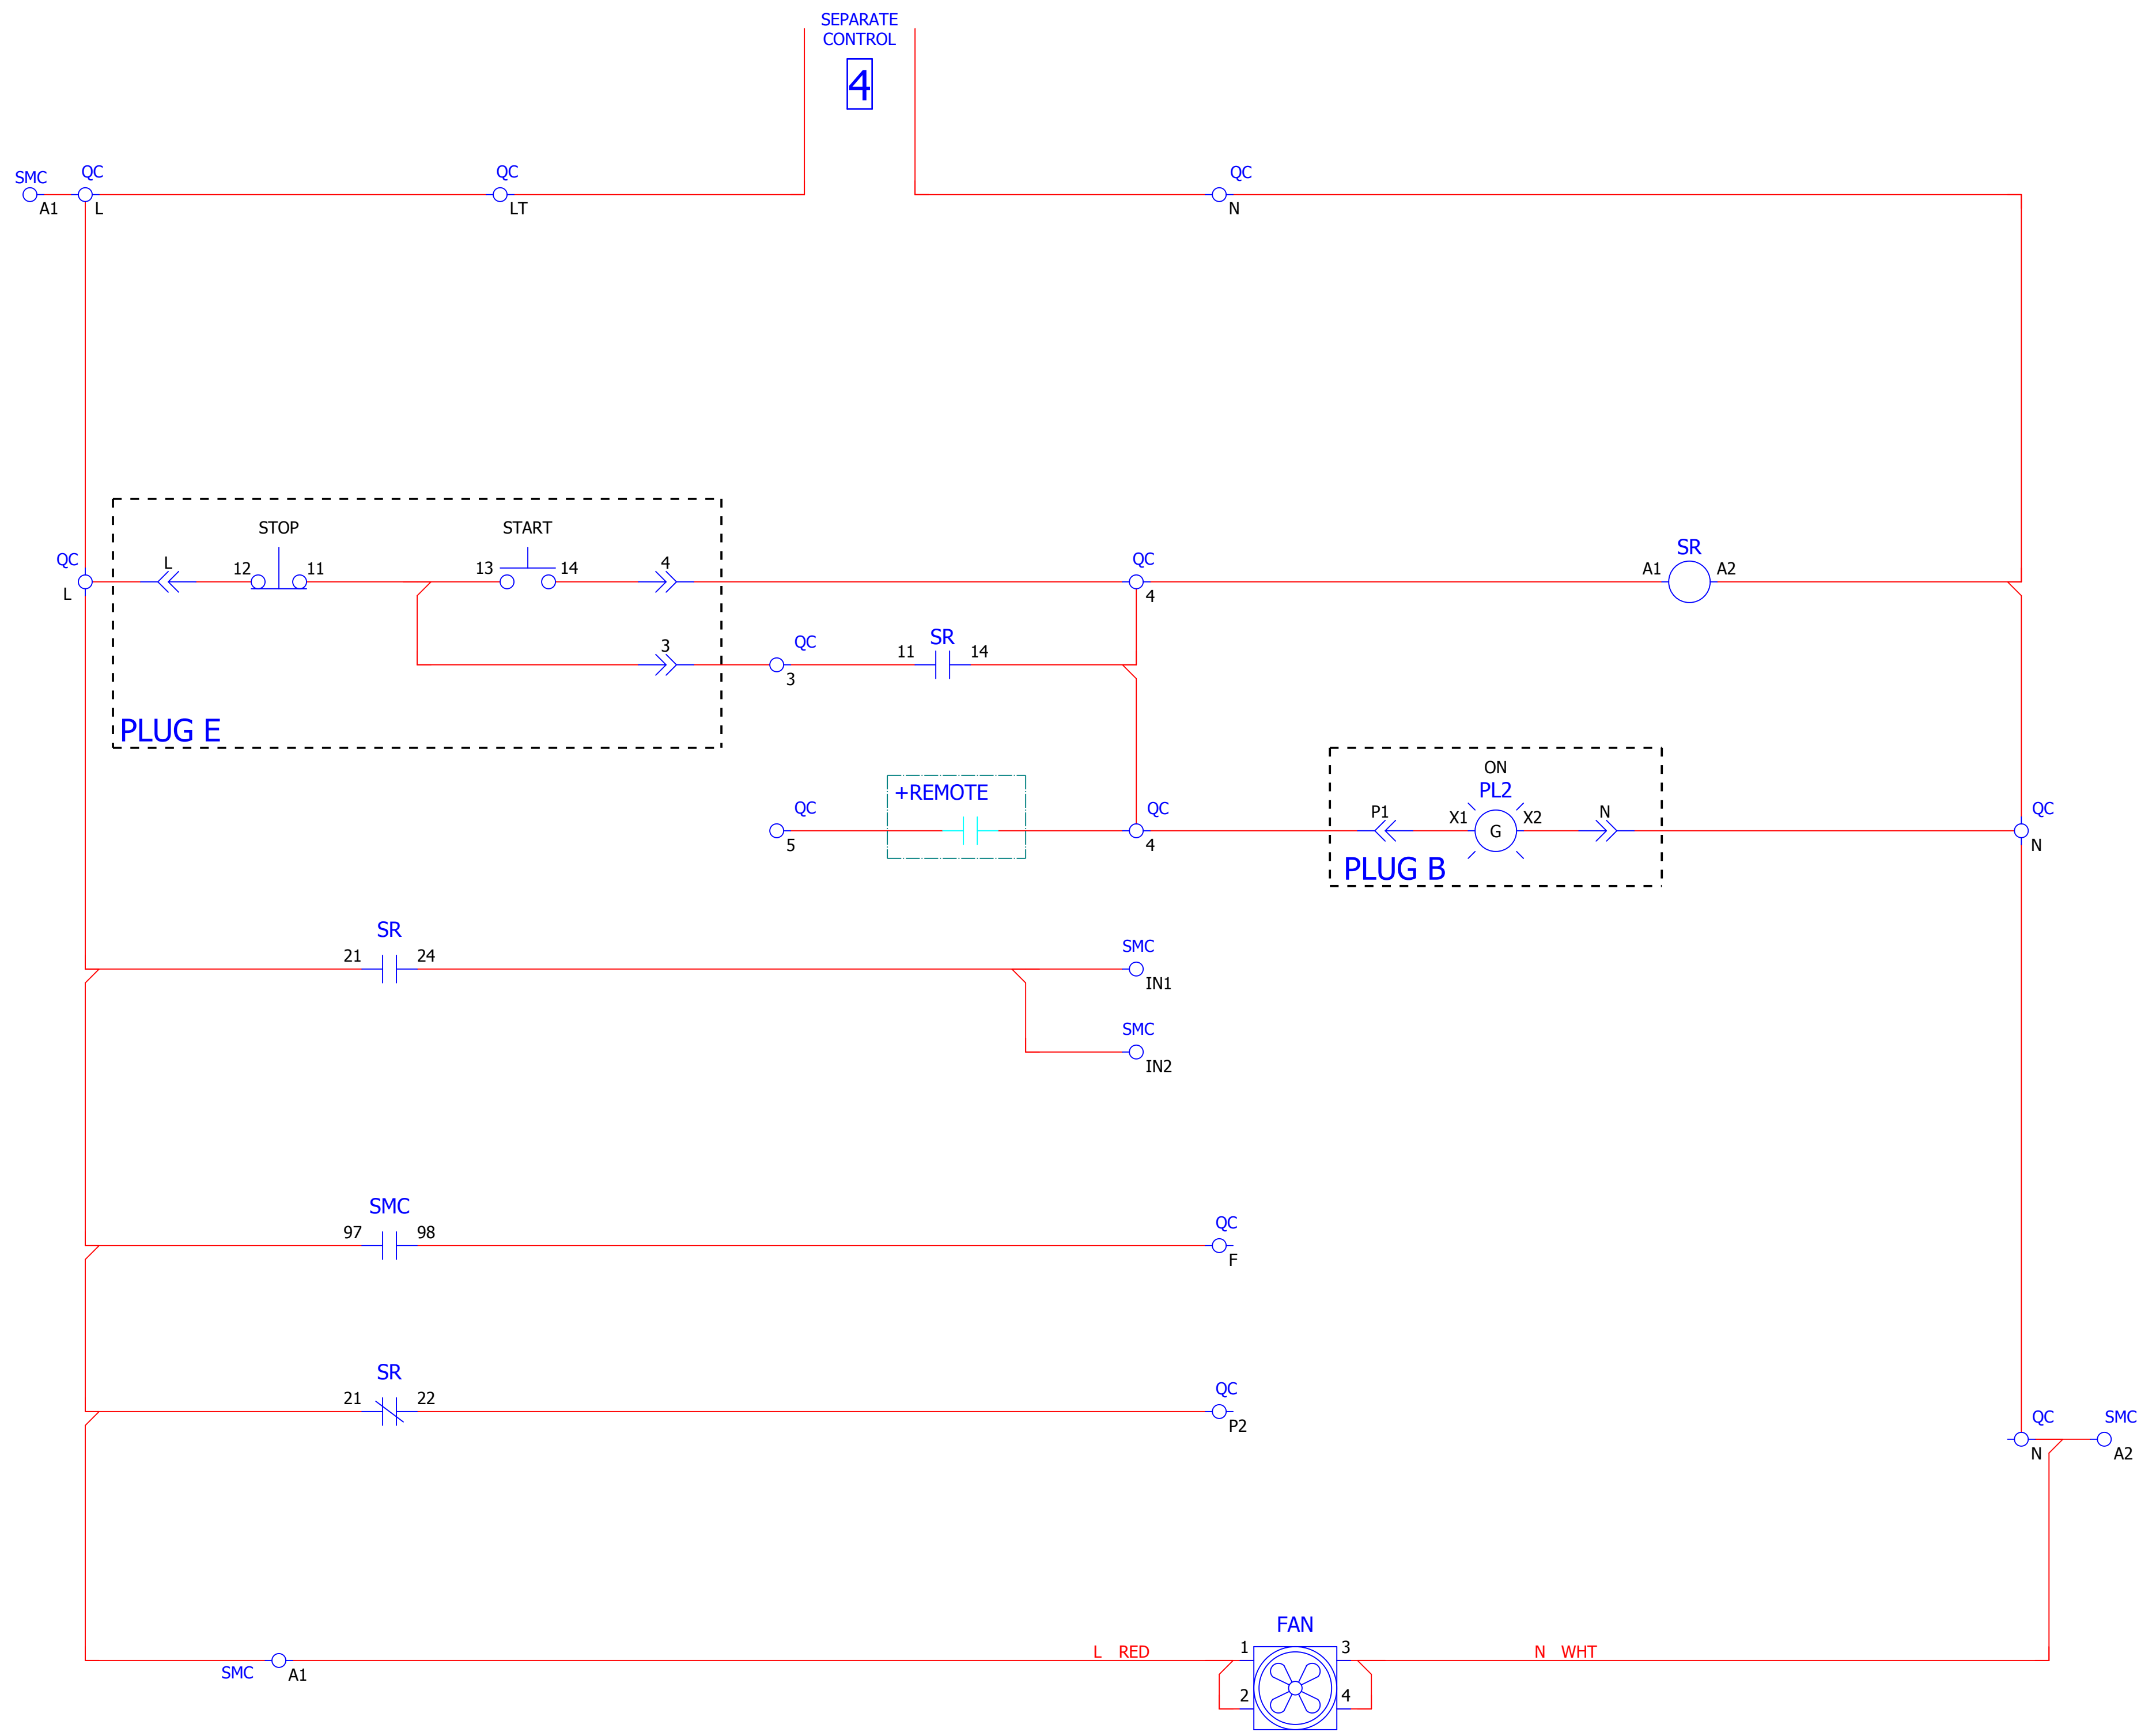 SEPARATE
CONTROL
4
SMC
A1
QC
L
QC
LT
QC
N
QC
L
L
STOP
12
11
START
13
14
4
QC
4
SR
A1
A2
3
QC
3
SR
11
14
PLUG E
QC
5
+REMOTE
QC
4
P1
ON
PL2
X1
G
X2
N
PLUG B
QC
N
SR
21
24
SMC
IN1
SMC
IN2
SMC
97
98
QC
F
SR
21
22
QC
P2
QC
N
SMC
A2
SMC
A1
L RED
FAN
1
2
3
4
N WHT